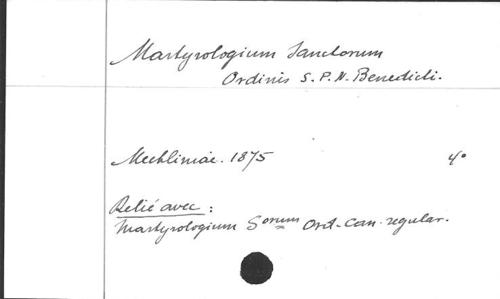 Martyrologium Sanctorum
Ordinis S. P. N. Benedicti.
Mechliniae. 1875 4°
Relié avec :
Martyrologium Sorum Ord. Can. regular.